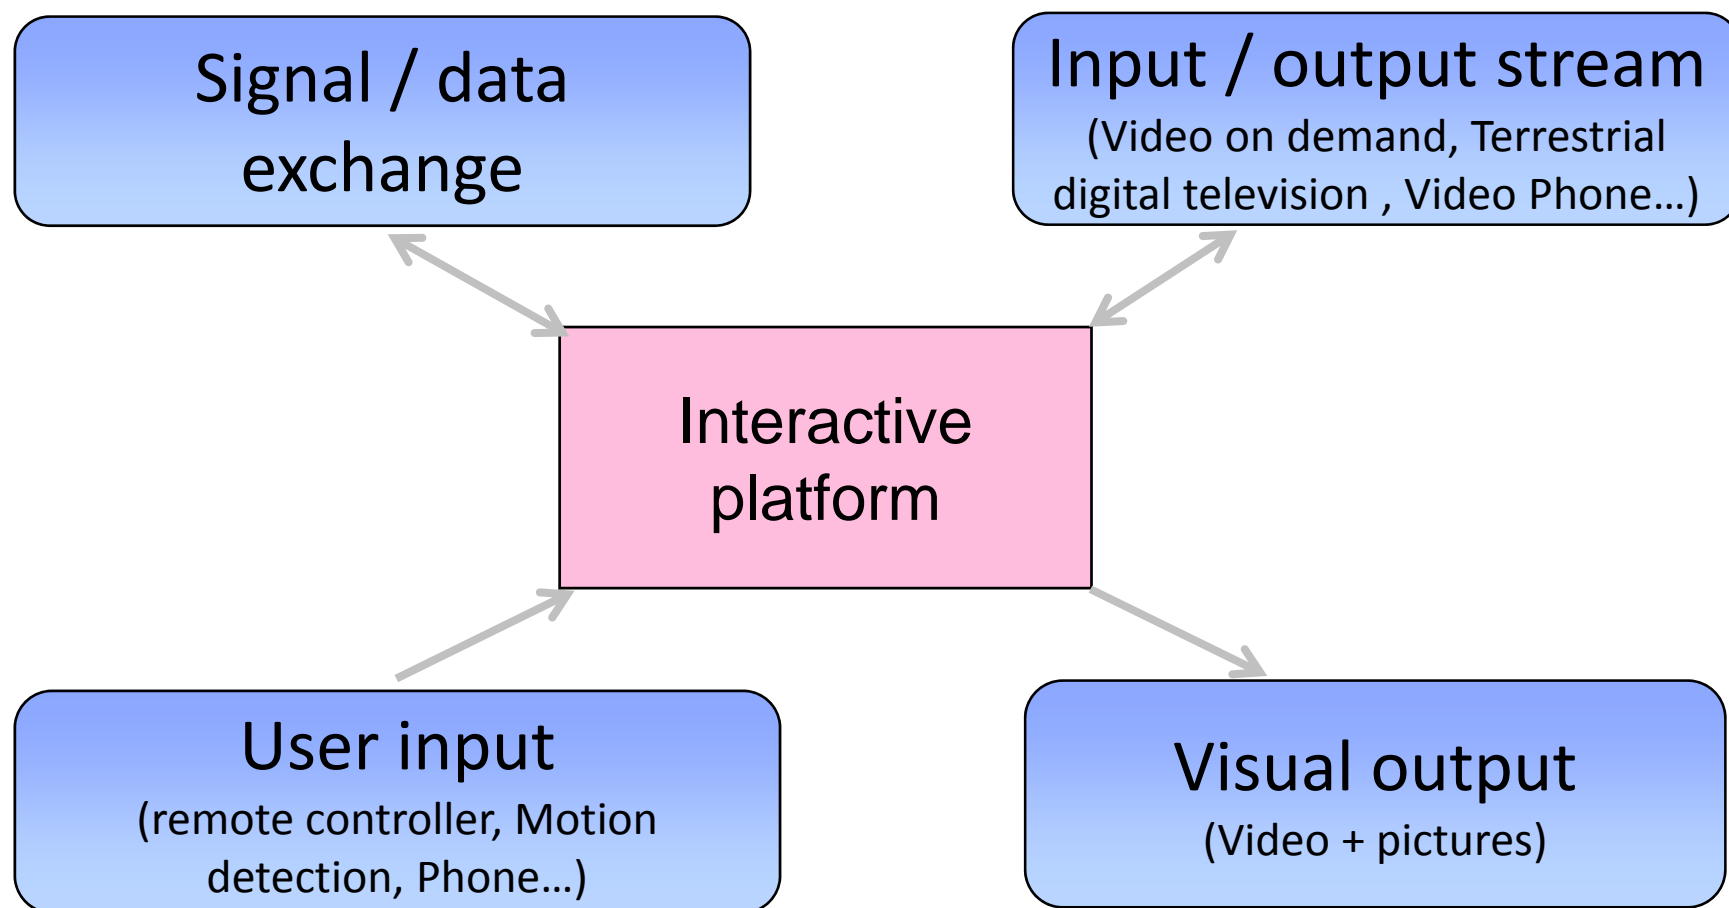 Signal / data
exchange
Input / output stream
(Video on demand, Terrestrial
digital television , Video Phone...)
Interactive
platform
User input
(remote controller, Motion
detection, Phone...)
Visual output
(Video + pictures)